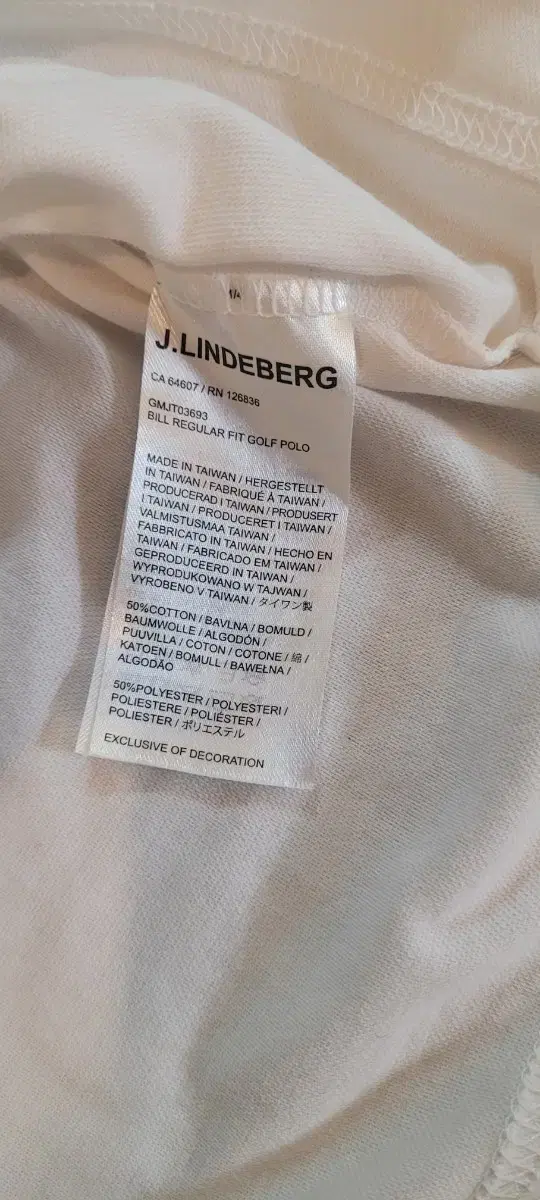 1/4
J.LINDEBERG
CA 64607 / RN 126836
GMJT03693
BILL REGULAR FIT GOLF POLO
MADE IN TAIWAN / HERGESTELLT
IN TAIWAN / FABRIQUÉ À TAIWAN /
PRODUCERAD I TAIWAN / PRODUSERT
I TAIWAN / PRODUCERET I TAIWAN /
VALMISTUSMAA TAIWAN /
FABBRICATO IN TAIWAN / HECHO EN
TAIWAN / FABRICADO EM TAIWAN /
GEPRODUCEERD IN TAIWAN /
WYPRODUKOWANO W TAJWAN /
VYROBENO V TAIWAN / タイワン製
50%COTTON / BAVLNA / BOMULD /
BAUMWOLLE / ALGODÓN /
PUUVILLA / COTON / COTONE / 綿 /
KATOEN / BOMULL / BAWEŁNA /
ALGODÃO
50%POLYESTER / POLYESTERI /
POLIESTERE / POLIÉSTER /
POLIESTER / ポリエステル
EXCLUSIVE OF DECORATION